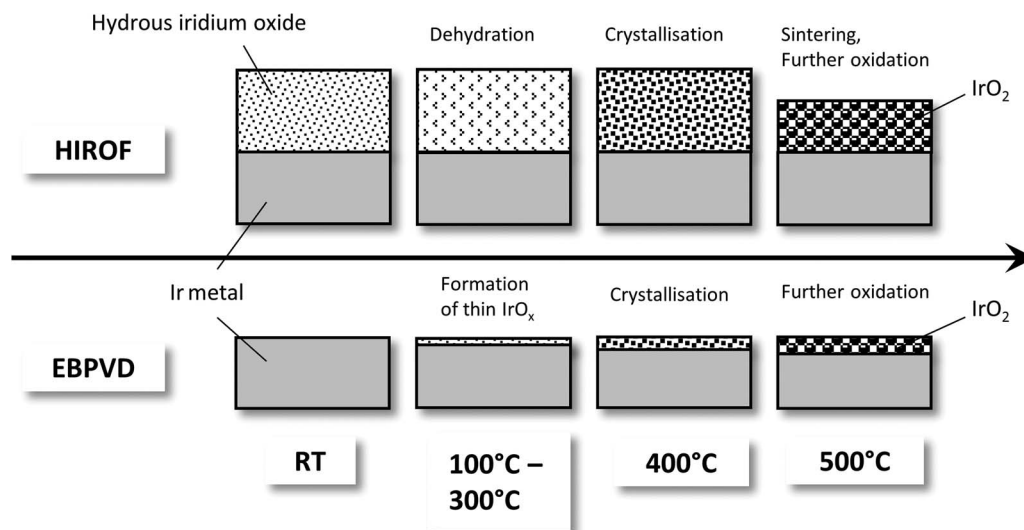 Hydrous iridium oxide
Dehydration
Crystallisation
Sintering,
Further oxidation
IrO₂
HIROF
Ir metal
Formation
of thin IrOₓ
Crystallisation
Further oxidation
IrO₂
EBPVD
RT
100°C –
300°C
400°C
500°C